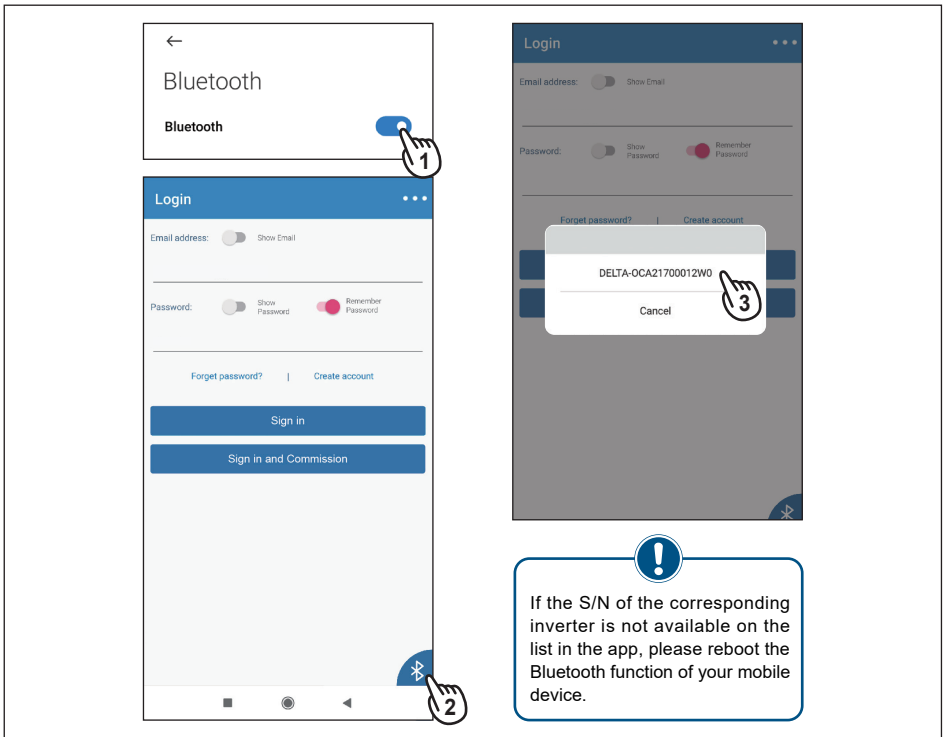 Bluetooth
Bluetooth
1
Login
Email address: Show Email
Password: Show Password Remember Password
Forget password? | Create account
Sign in
Sign in and Commission
2
Login
Email address: Show Email
Password: Show Password Remember Password
Forget password? | Create account
DELTA-OCA21700012W0
3
Cancel
If the S/N of the corresponding
inverter is not available on the
list in the app, please reboot the
Bluetooth function of your mobile
device.